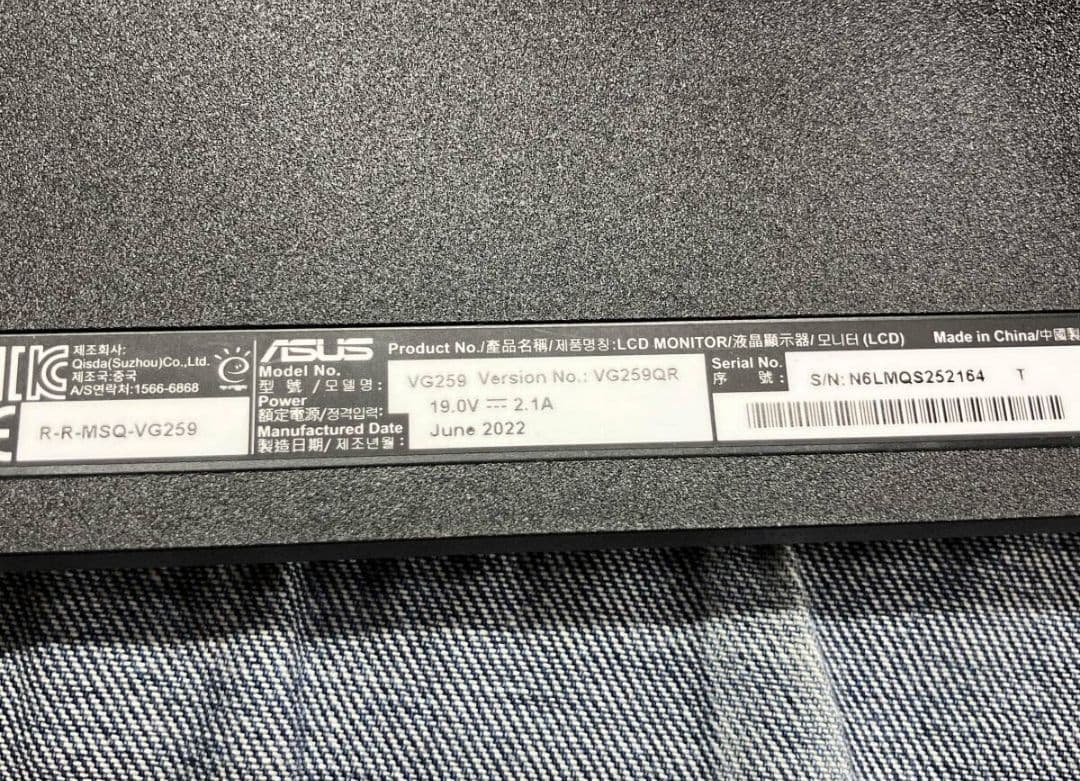 제조회사:
Qisda(Suzhou)Co.,Ltd.
제조국:중국
A/S연락처:1566-6868
R-R-MSQ-VG259
ASUS Product No./產品名稱/제품명칭:LCD MONITOR/液晶顯示器/모니터(LCD) Made in China/中國製
Model No.
型 號 / 모델명: VG259 Version No.: VG259QR
Power
額定電源/정격입력: 19.0V ⎓ 2.1A
Manufactured Date
製造日期/ 제조년월: June 2022
Serial No.
序 號: S/N: N6LMQS252164 T